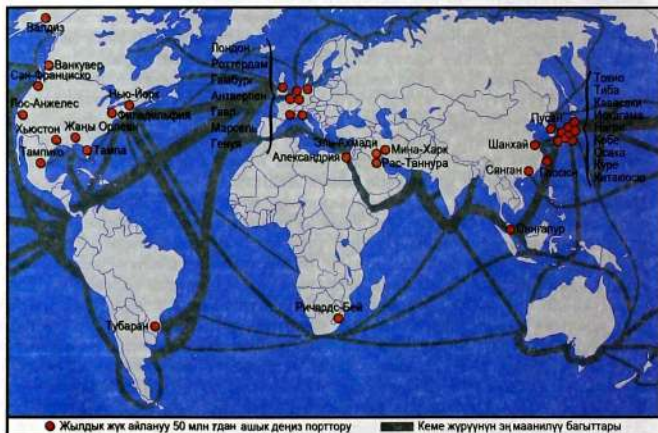 Валдиз
Ванкувер
Сан-Франциско
Лос-Анжелес
Хьюстон
Тампико
Жаңы Орлеан
Тампа
Нью-Йорк
Филадельфия
Лондон
Роттердам
Гамбург
Антверпен
Гавр
Марсель
Генуя
Эль-Ахмади
Александрия
Мина-Харк
Рас-Таннура
Пусан
Шанхай
Сянган
Гаосюн
Сингапур
Токио
Тиба
Кавасаки
Иокогама
Нагоя
Кобе
Осака
Куре
Китакюсю
Тубаран
Ричардс-Бей
Жылдык жүк айлануу 50 млн тдан ашык деңиз порттору
Кеме жүрүүнүн эң маанилүү багыттары